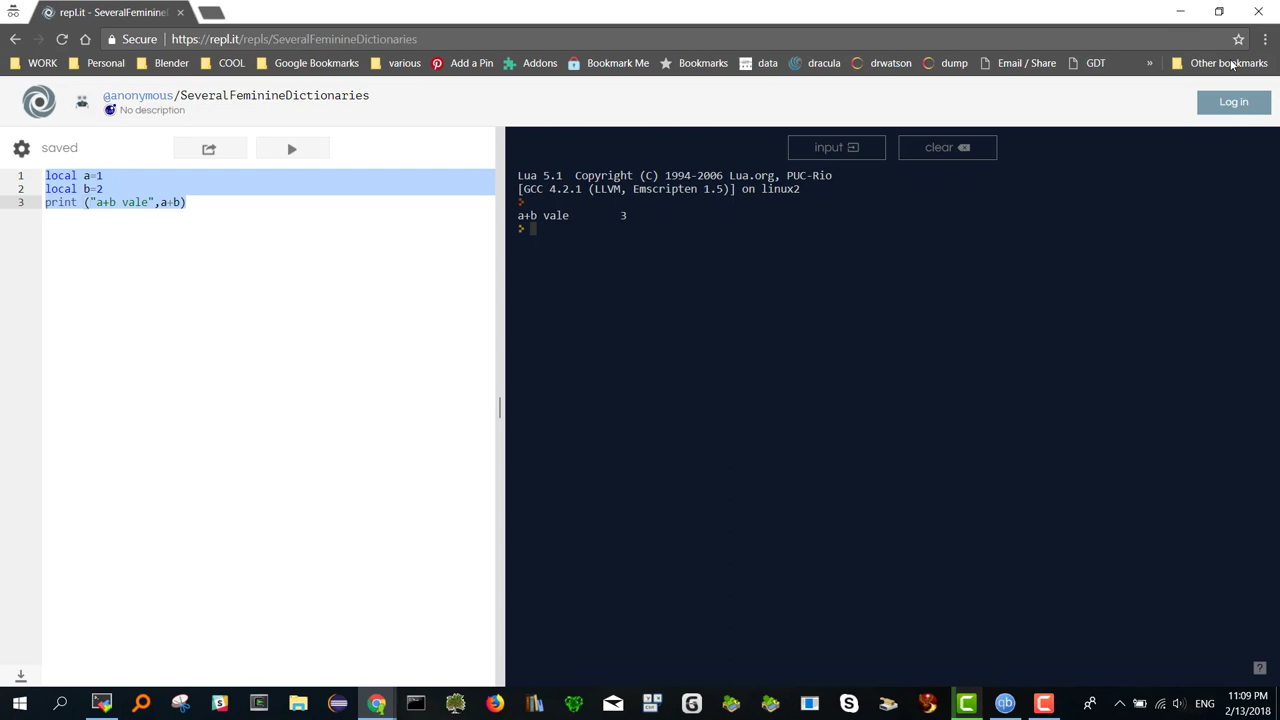 repl.it - SeveralFeminineD
Secure https://repl.it/repls/SeveralFeminineDictionaries
WORK Personal Blender COOL Google Bookmarks various Add a Pin Addons Bookmark Me Bookmarks data dracula drwatson dump Email / Share GDT » Other bookmarks
@anonymous/SeveralFeminineDictionaries
No description
Log in
saved
input
clear
1 local a=1
2 local b=2
3 print ("a+b vale",a+b)
Lua 5.1 Copyright (C) 1994-2006 Lua.org, PUC-Rio
[GCC 4.2.1 (LLVM, Emscripten 1.5)] on linux2
>
a+b vale 3
>
?
ENG
11:09 PM
2/13/2018